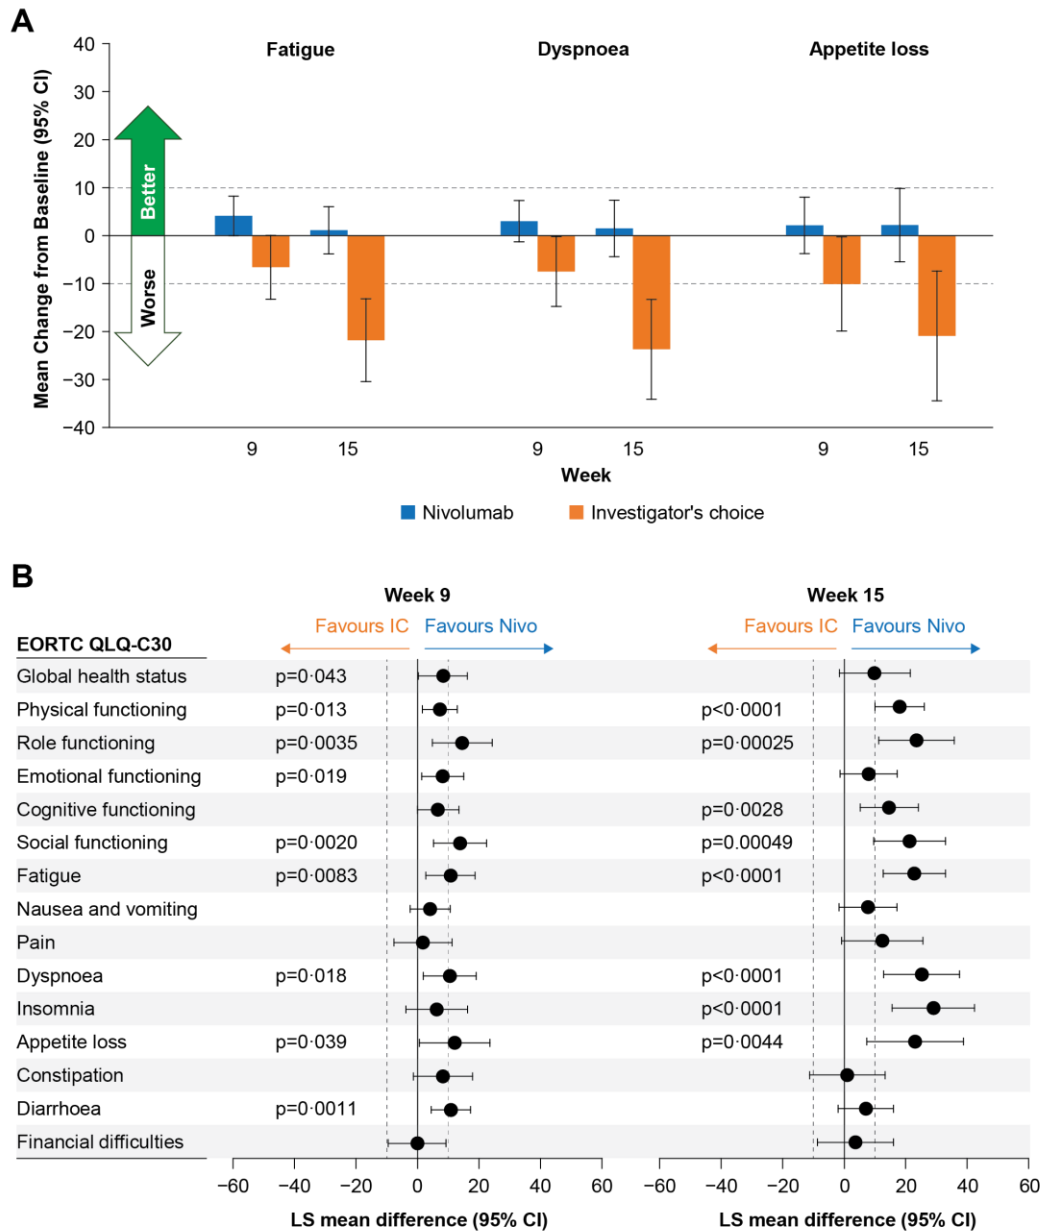 A
Mean Change from Baseline (95% CI)
40
30
20
10
0
−10
−20
−30
−40
Better
Worse
Fatigue Dyspnoea Appetite loss
9 15 9 15 9 15
Week
Nivolumab Investigator's choice
B
Week 9 Week 15
Favours IC Favours Nivo Favours IC Favours Nivo
EORTC QLQ-C30
Global health status p=0·043
Physical functioning p=0·013 p<0·0001
Role functioning p=0·0035 p=0·00025
Emotional functioning p=0·019
Cognitive functioning p=0·0028
Social functioning p=0·0020 p=0.00049
Fatigue p=0·0083 p<0·0001
Nausea and vomiting
Pain
Dyspnoea p=0·018 p<0·0001
Insomnia p<0·0001
Appetite loss p=0·039 p=0·0044
Constipation
Diarrhoea p=0·0011
Financial difficulties
−60 −40 −20 0 20 40 60 −60 −40 −20 0 20 40 60
LS mean difference (95% CI) LS mean difference (95% CI)